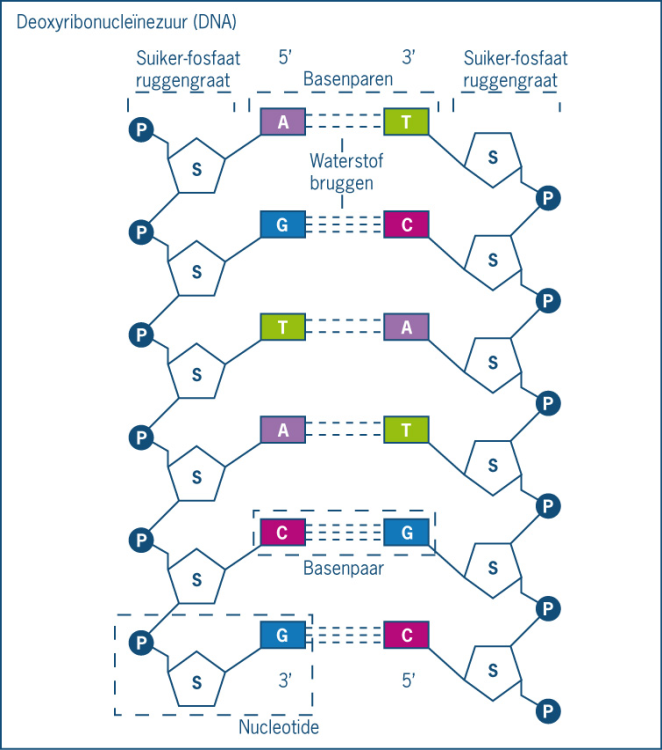 Deoxyribonucleïnezuur (DNA)
Suiker-fosfaat
ruggengraat
5’ 3’
Basenparen
Suiker-fosfaat
ruggengraat
P A T
S S
Waterstof
bruggen
P
P G C
S S
P
P T A
S S
P
P A T
S S
P
P C G
Basenpaar
S S
P
P G C
S 3’ 5’ S
P
Nucleotide